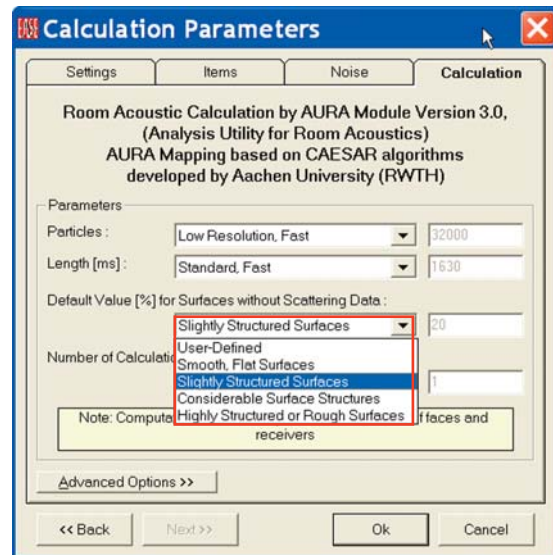 EASE Calculation Parameters
Settings Items Noise Calculation
Room Acoustic Calculation by AURA Module Version 3.0,
(Analysis Utility for Room Acoustics)
AURA Mapping based on CAESAR algorithms
developed by Aachen University (RWTH)
Parameters
Particles : Low Resolution, Fast 32000
Length [ms] : Standard, Fast 1630
Default Value [%] for Surfaces without Scattering Data :
Slightly Structured Surfaces 20
User-Defined
Smooth, Flat Surfaces
Number of Calculati
Slightly Structured Surfaces 1
Considerable Surface Structures
Highly Structured or Rough Surfaces
Note: Computa faces and
receivers
Advanced Options >>
<< Back Next >> Ok Cancel